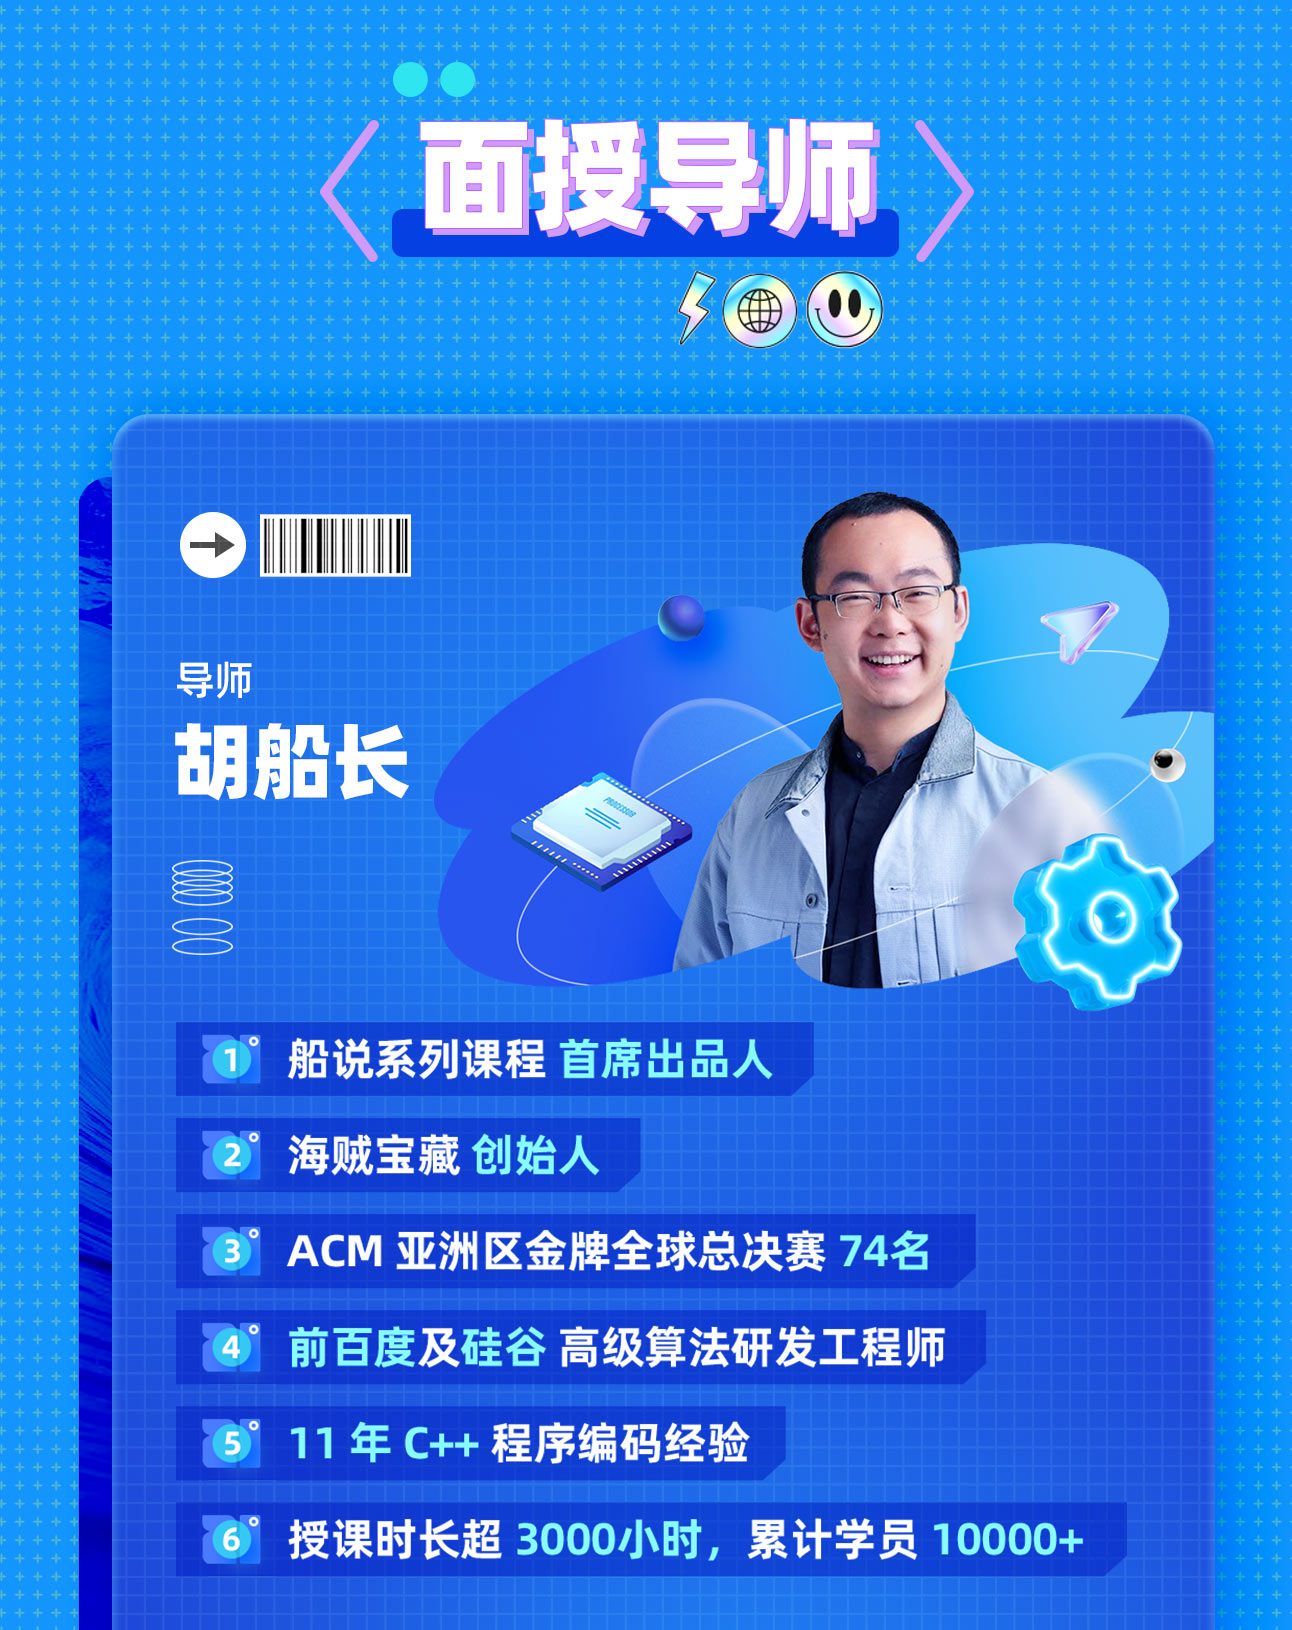 面授导师
导师
胡船长
PROCESSOR
1 船说系列课程 首席出品人
2 海贼宝藏 创始人
3 ACM 亚洲区金牌全球总决赛 74名
4 前百度及硅谷 高级算法研发工程师
5 11 年 C++ 程序编码经验
6 授课时长超 3000小时，累计学员 10000+